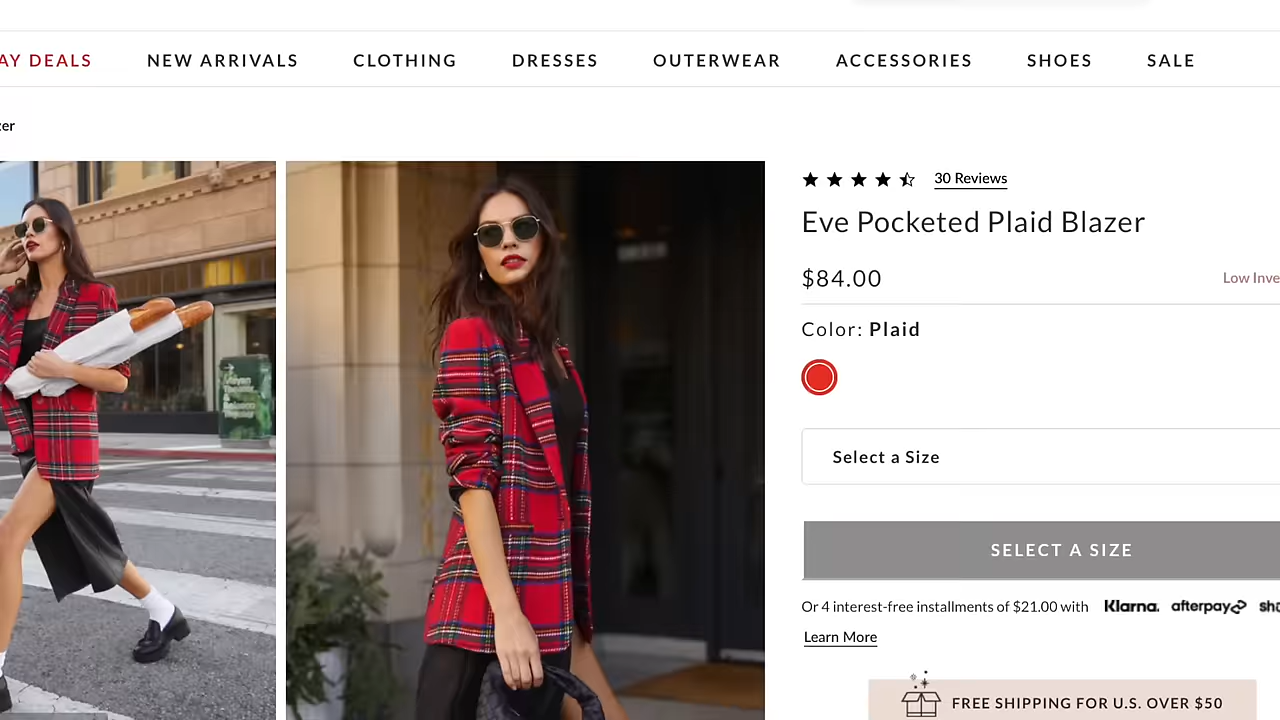 AY DEALS NEW ARRIVALS CLOTHING DRESSES OUTERWEAR ACCESSORIES SHOES SALE
zer
30 Reviews
Eve Pocketed Plaid Blazer
$84.00
Low Inve
Color: Plaid
Select a Size
SELECT A SIZE
Or 4 interest-free installments of $21.00 with Klarna. afterpay sho
Learn More
FREE SHIPPING FOR U.S. OVER $50